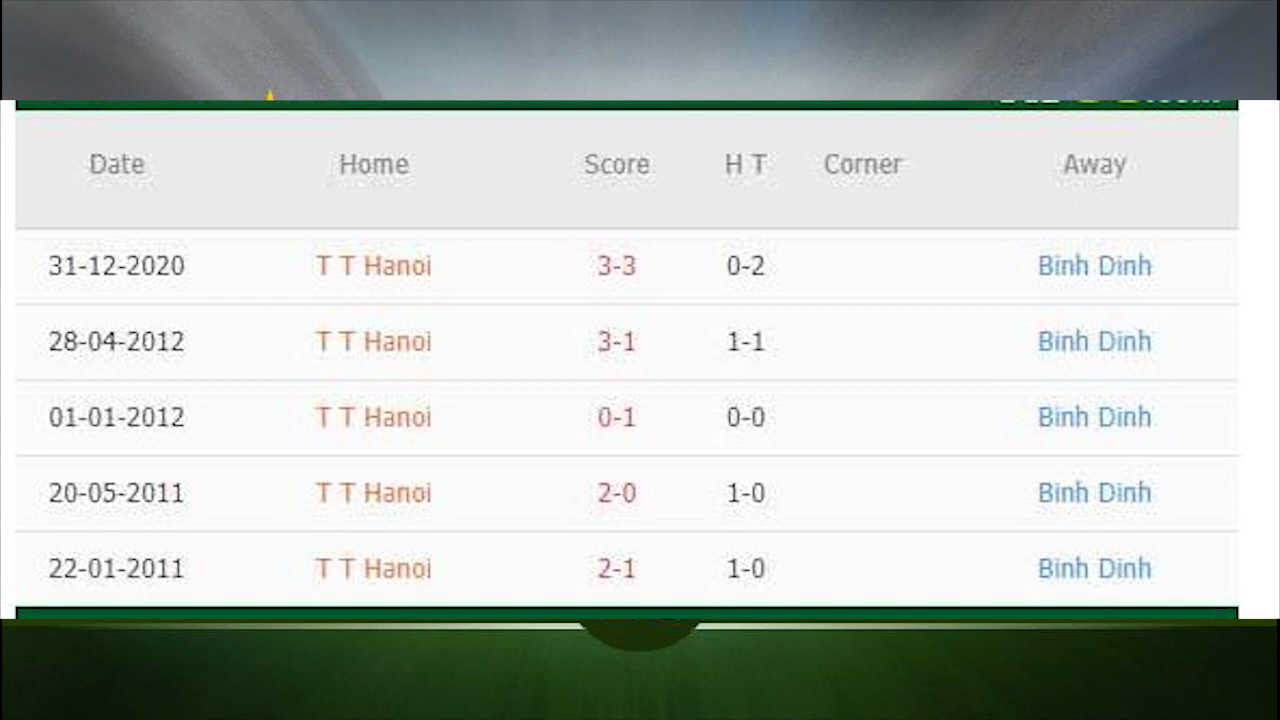 Date Home Score H T Corner Away
31-12-2020 T T Hanoi 3-3 0-2 Binh Dinh
28-04-2012 T T Hanoi 3-1 1-1 Binh Dinh
01-01-2012 T T Hanoi 0-1 0-0 Binh Dinh
20-05-2011 T T Hanoi 2-0 1-0 Binh Dinh
22-01-2011 T T Hanoi 2-1 1-0 Binh Dinh